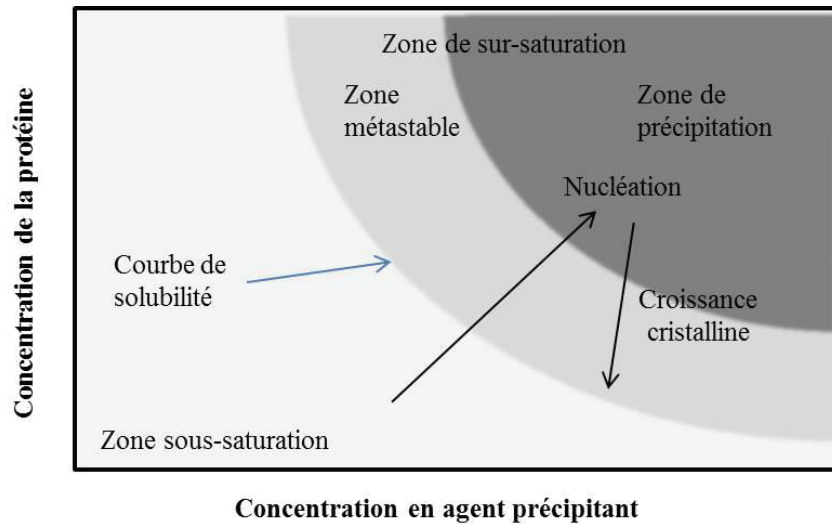 Zone de sur-saturation
Zone
métastable
Zone de
précipitation
Nucléation
Courbe de
solubilité
Croissance
cristalline
Zone sous-saturation
Concentration de la protéine
Concentration en agent précipitant